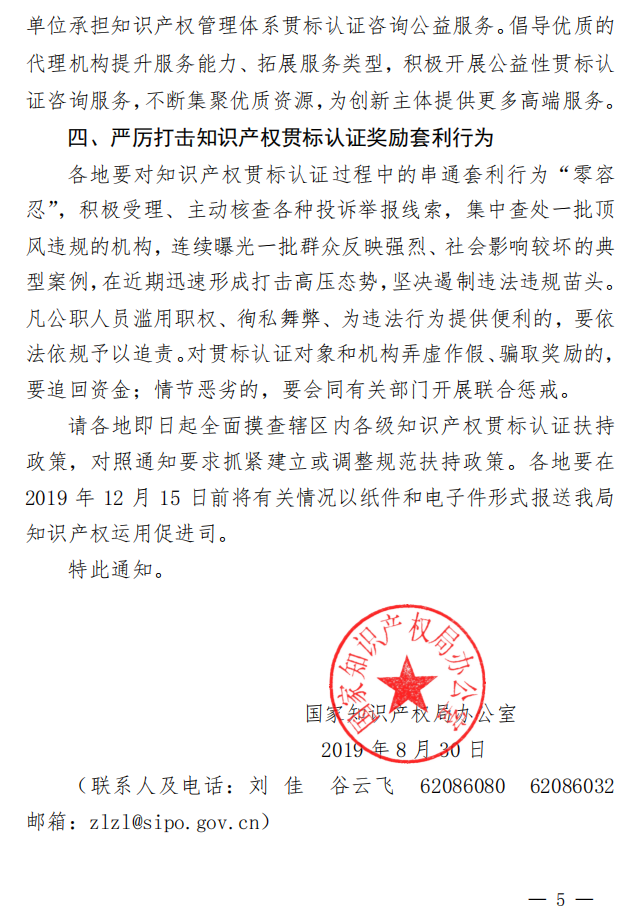 单位承担知识产权管理体系贯标认证咨询公益服务。倡导优质的
代理机构提升服务能力、拓展服务类型，积极开展公益性贯标认
证咨询服务，不断集聚优质资源，为创新主体提供更多高端服务。
四、严厉打击知识产权贯标认证奖励套利行为
各地要对知识产权贯标认证过程中的串通套利行为“零容
忍”，积极受理、主动核查各种投诉举报线索，集中查处一批顶
风违规的机构，连续曝光一批群众反映强烈、社会影响较坏的典
型案例，在近期迅速形成打击高压态势，坚决遏制违法违规苗头。
凡公职人员滥用职权、徇私舞弊、为违法行为提供便利的，要依
法依规予以追责。对贯标认证对象和机构弄虚作假、骗取奖励的，
要追回资金；情节恶劣的，要会同有关部门开展联合惩戒。
请各地即日起全面摸查辖区内各级知识产权贯标认证扶持
政策，对照通知要求抓紧建立或调整规范扶持政策。各地要在
2019 年 12 月 15 日前将有关情况以纸件和电子件形式报送我局
知识产权运用促进司。
特此通知。
国家知识产权局办公室
国家知识产权局办公室
2019 年 8 月 30 日
（联系人及电话：刘 佳 谷云飞 62086080 62086032
邮箱：zlzl@sipo.gov.cn）
— 5 —